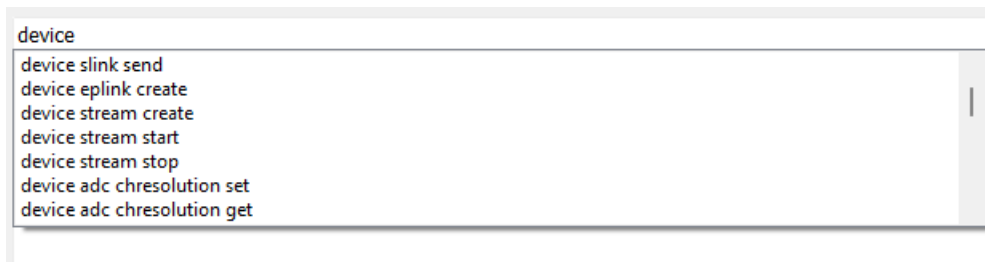 device
device slink send
device eplink create
device stream create
device stream start
device stream stop
device adc chresolution set
device adc chresolution get